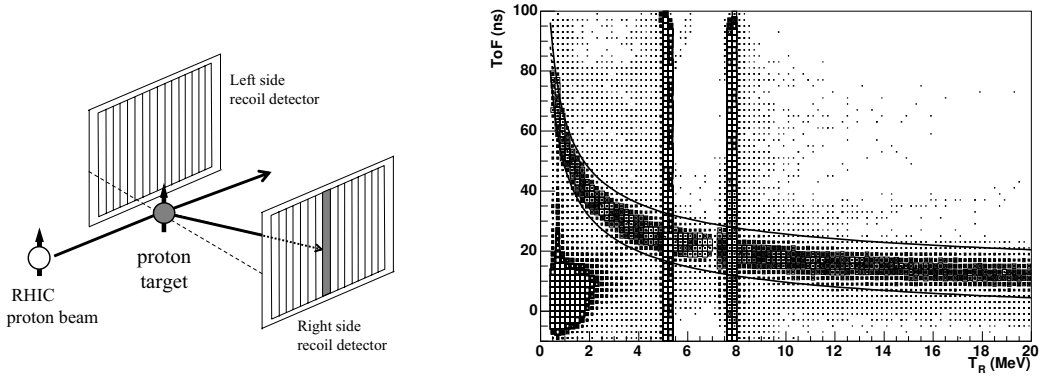 Left side
recoil detector
proton
target
RHIC
proton beam
Right side
recoil detector
ToF (ns)
100
80
60
40
20
0
0 2 4 6 8 10 12 14 16 18 20
T_R (MeV)